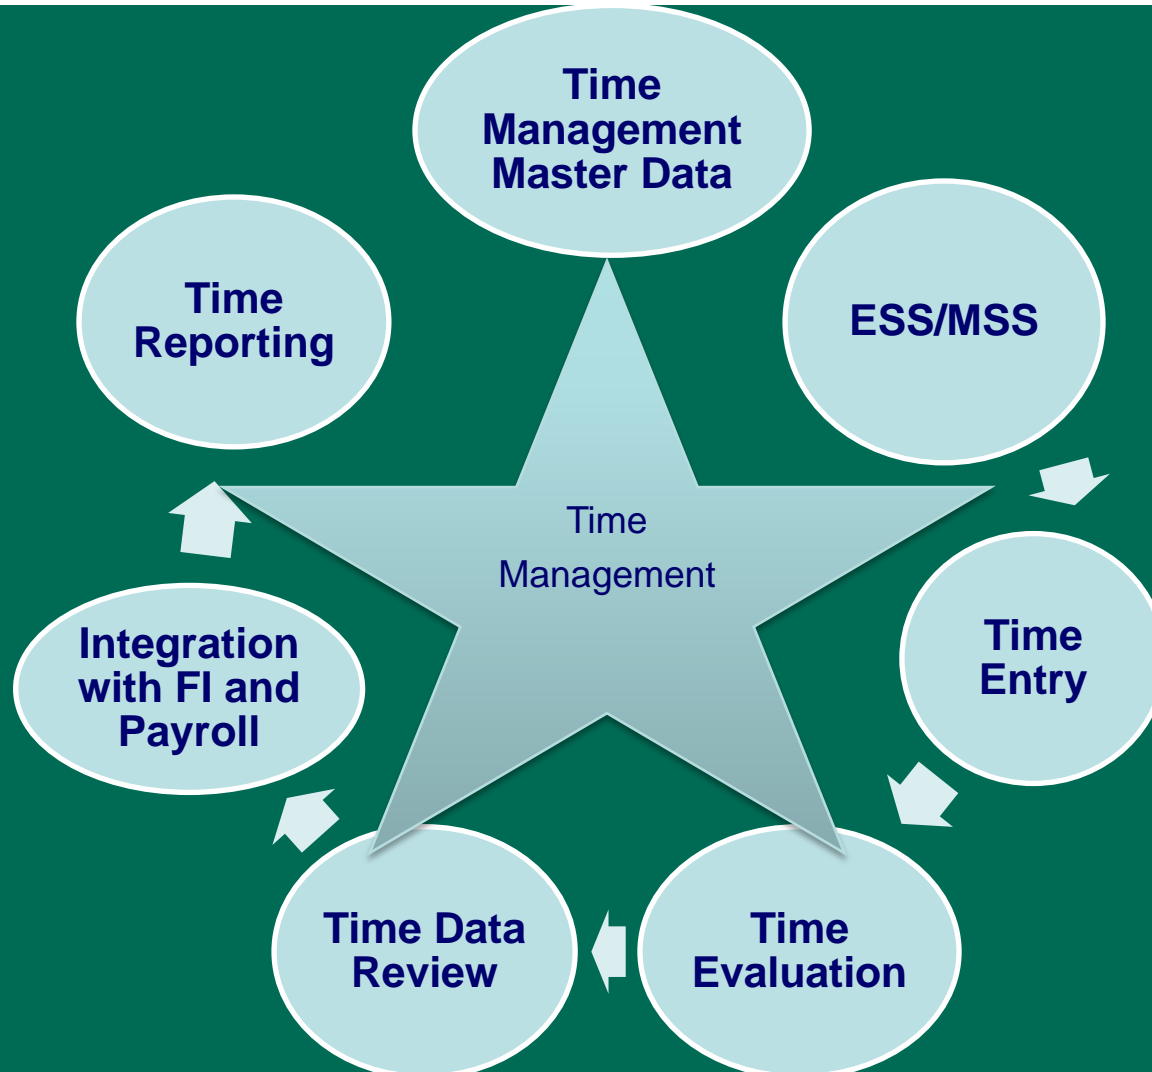 Time
Management
Master Data
ESS/MSS
Time
Entry
Time
Evaluation
Time Data
Review
Integration
with FI and
Payroll
Time
Reporting
Time
Management